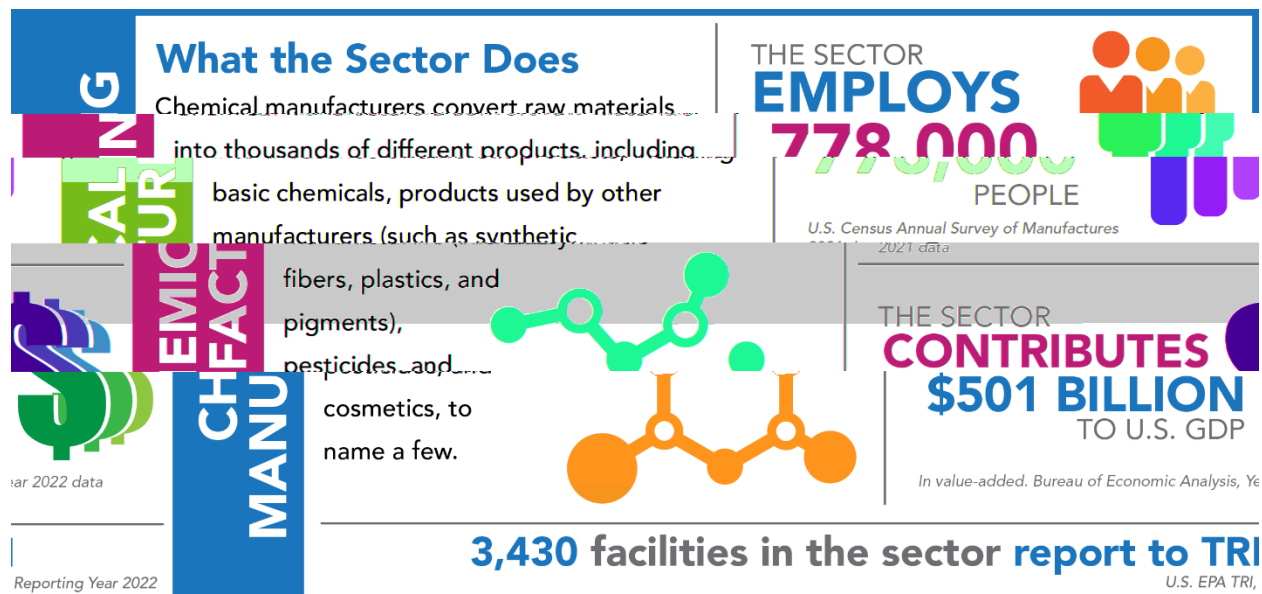 CHEMICAL
MANUFACTURING
What the Sector Does
Chemical manufacturers convert raw materials
into thousands of different products, including
basic chemicals, products used by other
manufacturers (such as synthetic
fibers, plastics, and
pigments),
pesticides, and
cosmetics, to
name a few.
THE SECTOR
EMPLOYS
778,000
PEOPLE
U.S. Census Annual Survey of Manufactures
2021 data
THE SECTOR
CONTRIBUTES
$501 BILLION
TO U.S. GDP
In value-added. Bureau of Economic Analysis, Ye
ar 2022 data
3,430 facilities in the sector report to TRI
U.S. EPA TRI,
Reporting Year 2022